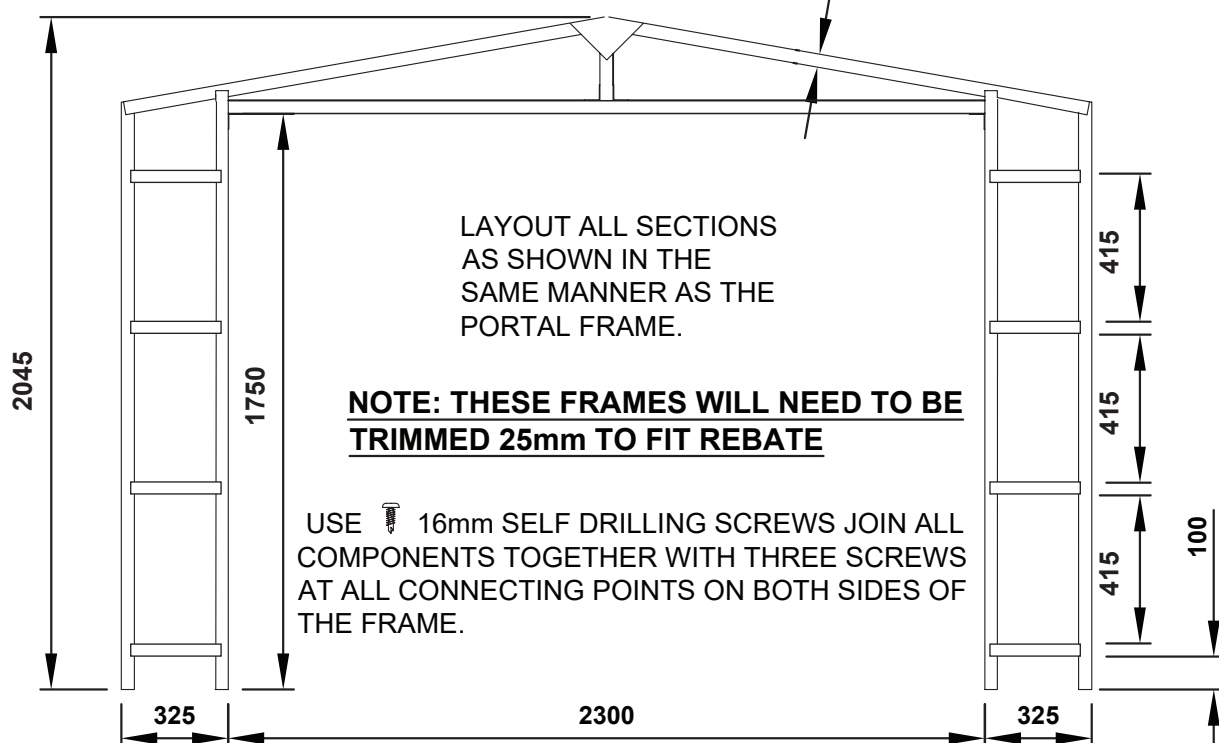 LAYOUT ALL SECTIONS
AS SHOWN IN THE
SAME MANNER AS THE
PORTAL FRAME.
NOTE: THESE FRAMES WILL NEED TO BE
TRIMMED 25mm TO FIT REBATE
USE 16mm SELF DRILLING SCREWS JOIN ALL
COMPONENTS TOGETHER WITH THREE SCREWS
AT ALL CONNECTING POINTS ON BOTH SIDES OF
THE FRAME.
2045
1750
415
415
415
100
325
2300
325